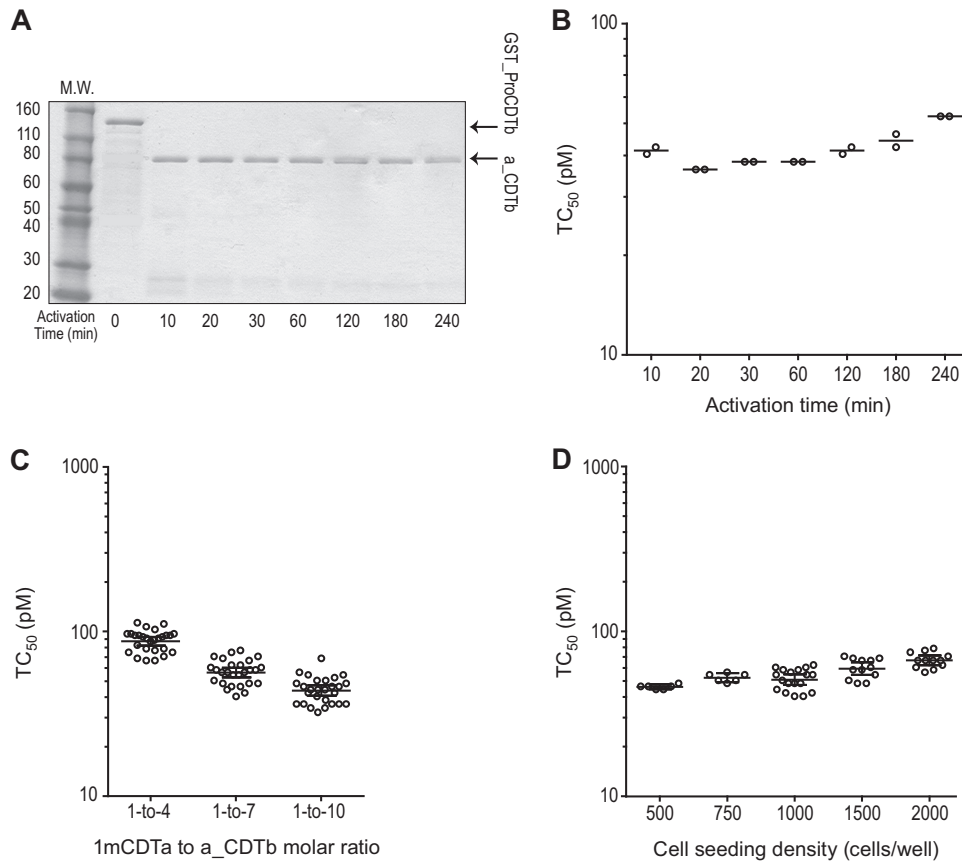 A
M.W.
160
110
80
60
50
40
30
20
GST_ProCDTb
a_CDTb
Activation Time (min)
0 10 20 30 60 120 180 240
B
TC50 (pM)
100
10
10 20 30 60 120 180 240
Activation time (min)
C
TC50 (pM)
1000
100
10
1-to-4 1-to-7 1-to-10
1mCDTa to a_CDTb molar ratio
D
TC50 (pM)
1000
100
10
500 750 1000 1500 2000
Cell seeding density (cells/well)